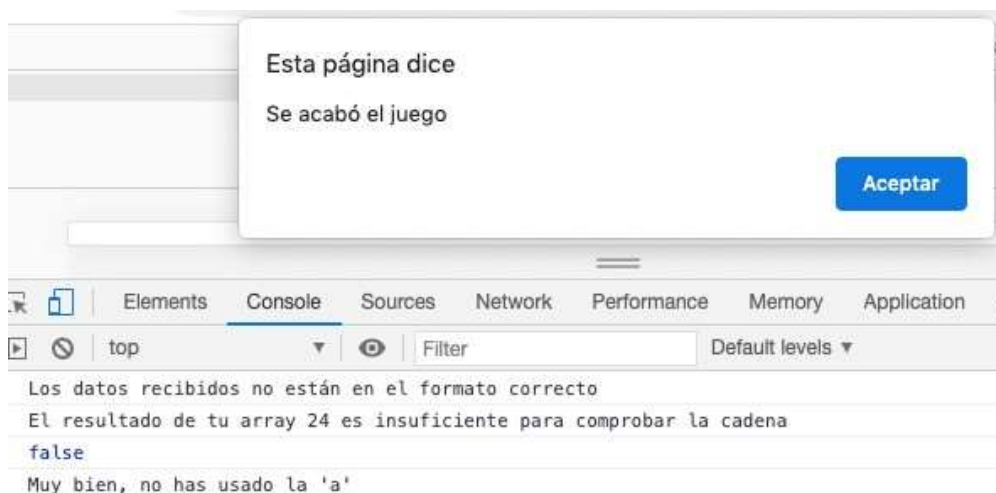 Esta página dice
Se acabó el juego
Aceptar
Elements Console Sources Network Performance Memory Application
top Filter Default levels
Los datos recibidos no están en el formato correcto
El resultado de tu array 24 es insuficiente para comprobar la cadena
false
Muy bien, no has usado la 'a'